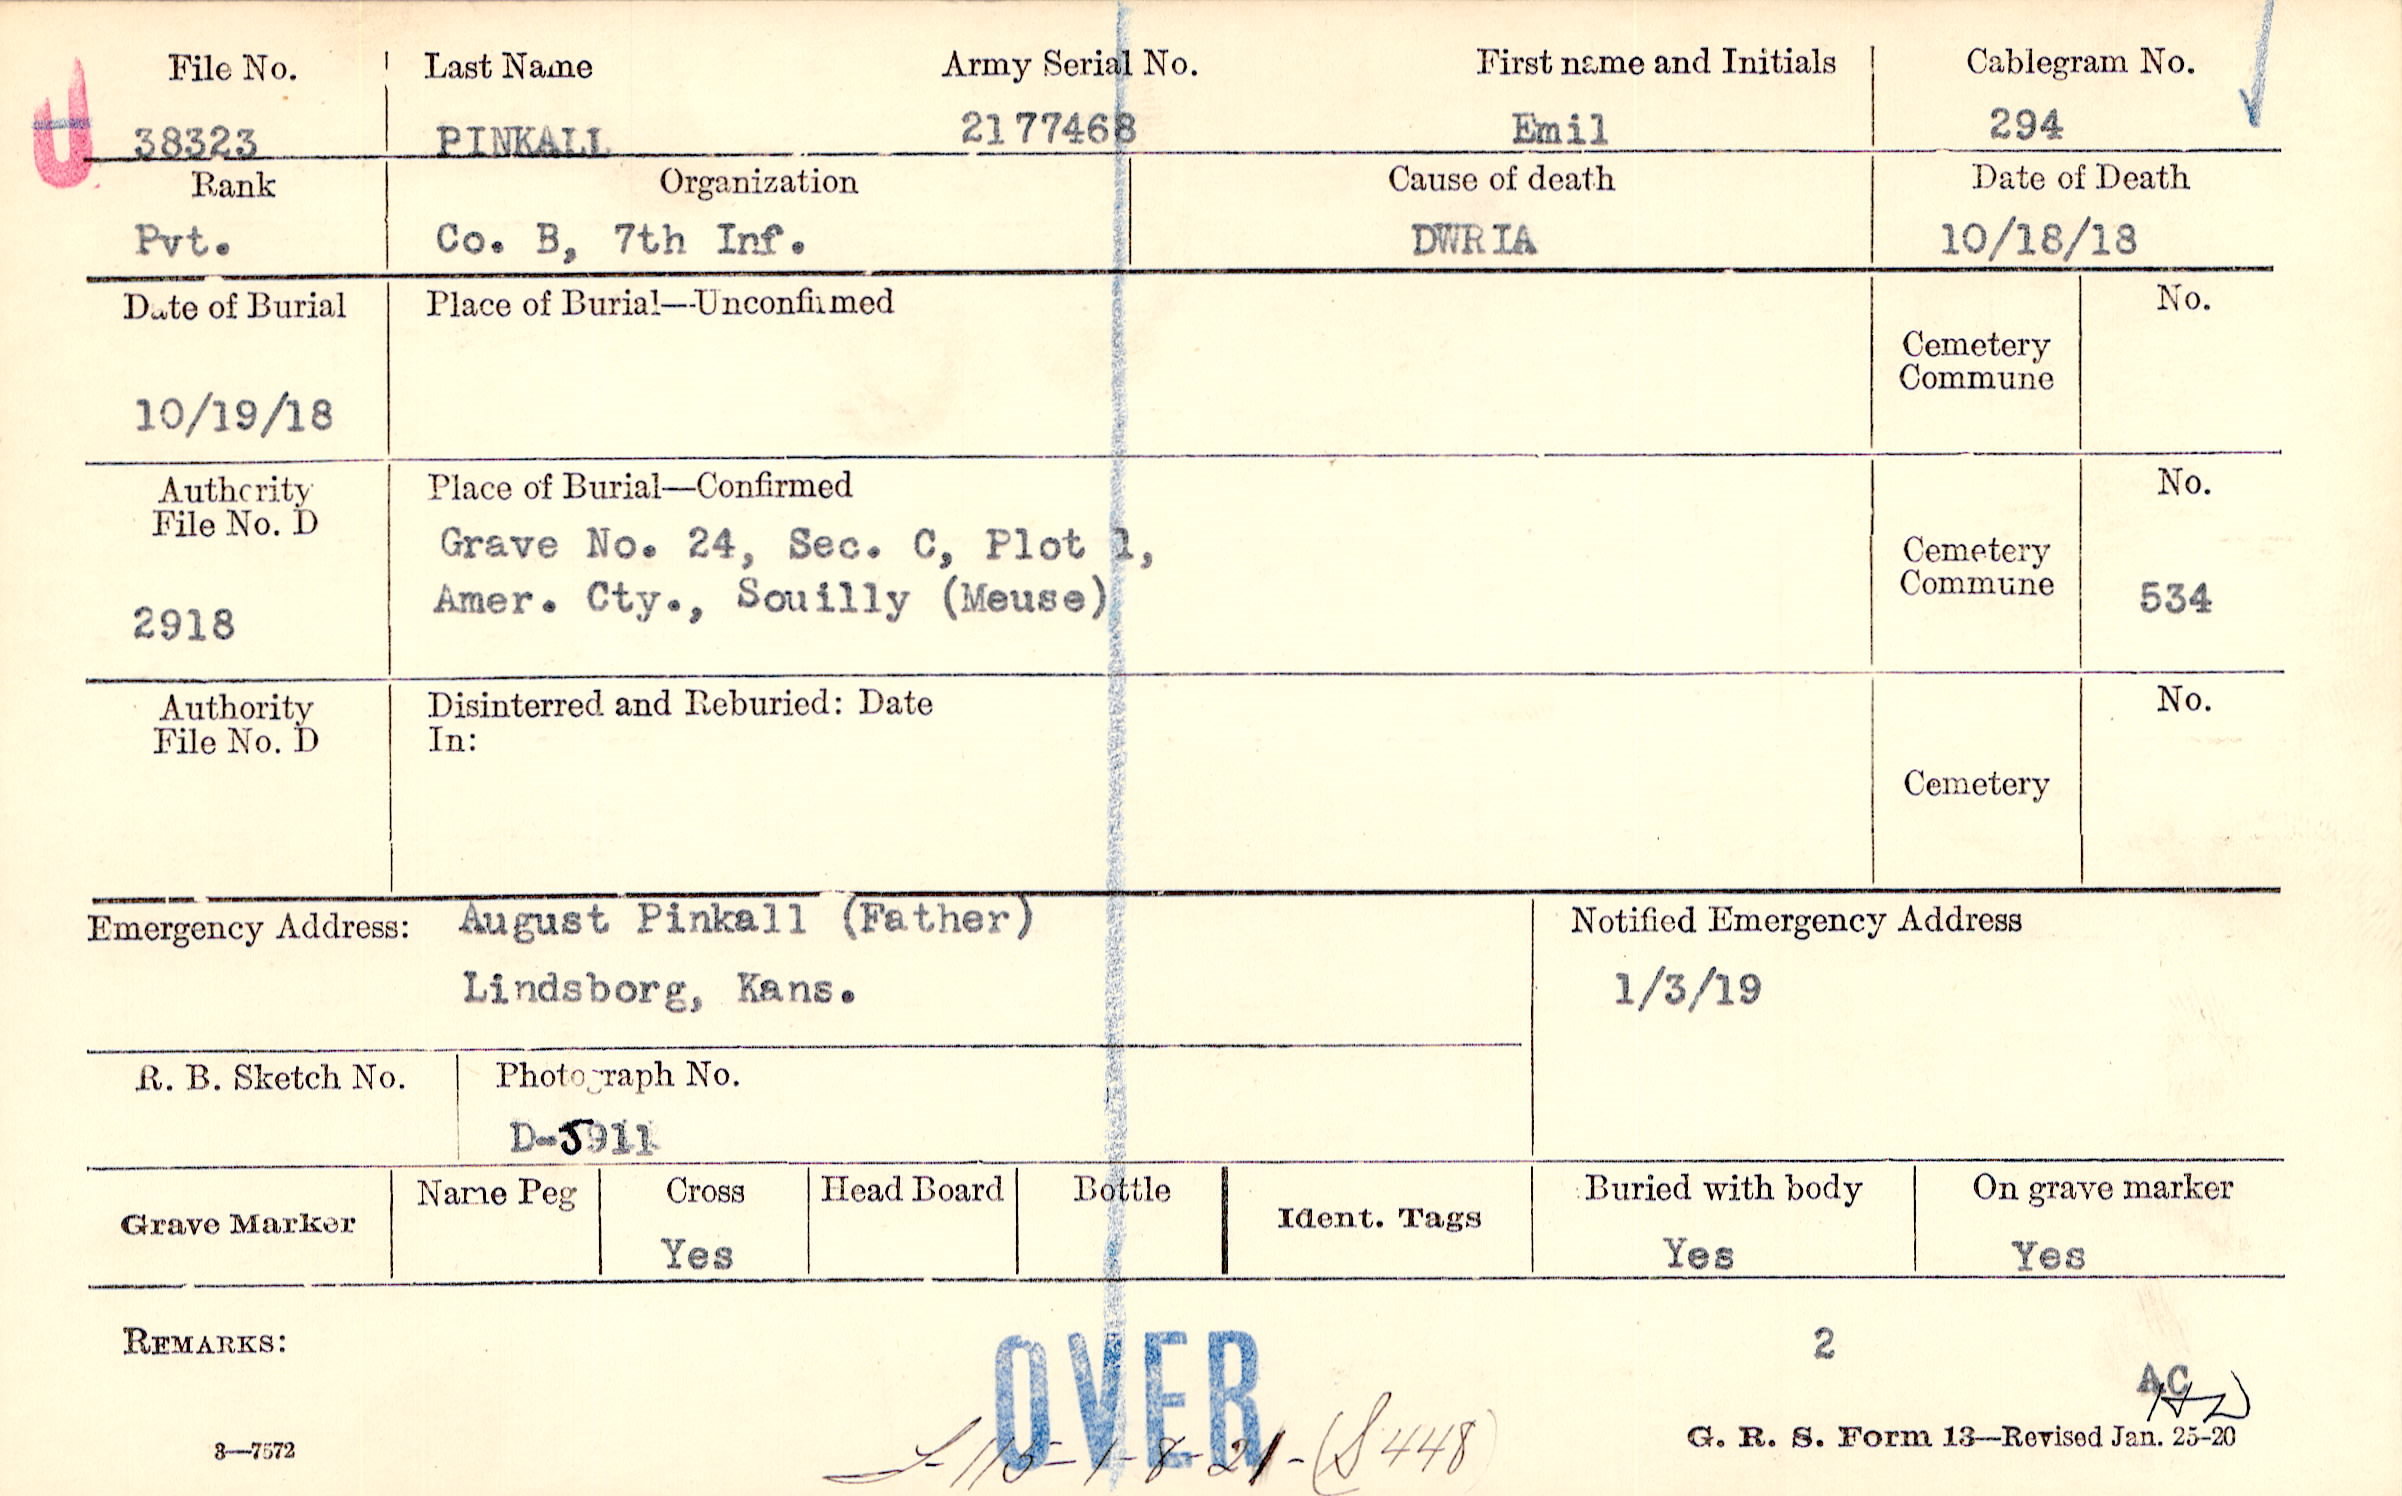 File No. Last Name Army Serial No. First name and Initials Cablegram No.
38323 PINKALL 2177468 Emil 294
Rank Organization Cause of death Date of Death
Pvt. Co. B, 7th Inf. DWRIA 10/18/18
Date of Burial Place of Burial—Unconfirmed No.
Cemetery
Commune
10/19/18
Authority Place of Burial—Confirmed No.
File No. D
Grave No. 24, Sec. C, Plot 1,
Cemetery
Commune
Amer. Cty., Souilly (Meuse) 534
2918
Authority Disinterred and Reburied: Date No.
File No. D In:
Cemetery
Emergency Address: August Pinkall (Father) Notified Emergency Address
Lindsborg, Kans. 1/3/19
R. B. Sketch No. Photograph No.
D-5911
Grave Marker Name Peg Cross Head Board Bottle Ident. Tags Buried with body On grave marker
Yes Yes Yes
REMARKS: 2
OVER
AC
G. R. S. Form 13—Revised Jan. 25-20
3—7572
115-1-8-21-(S448)